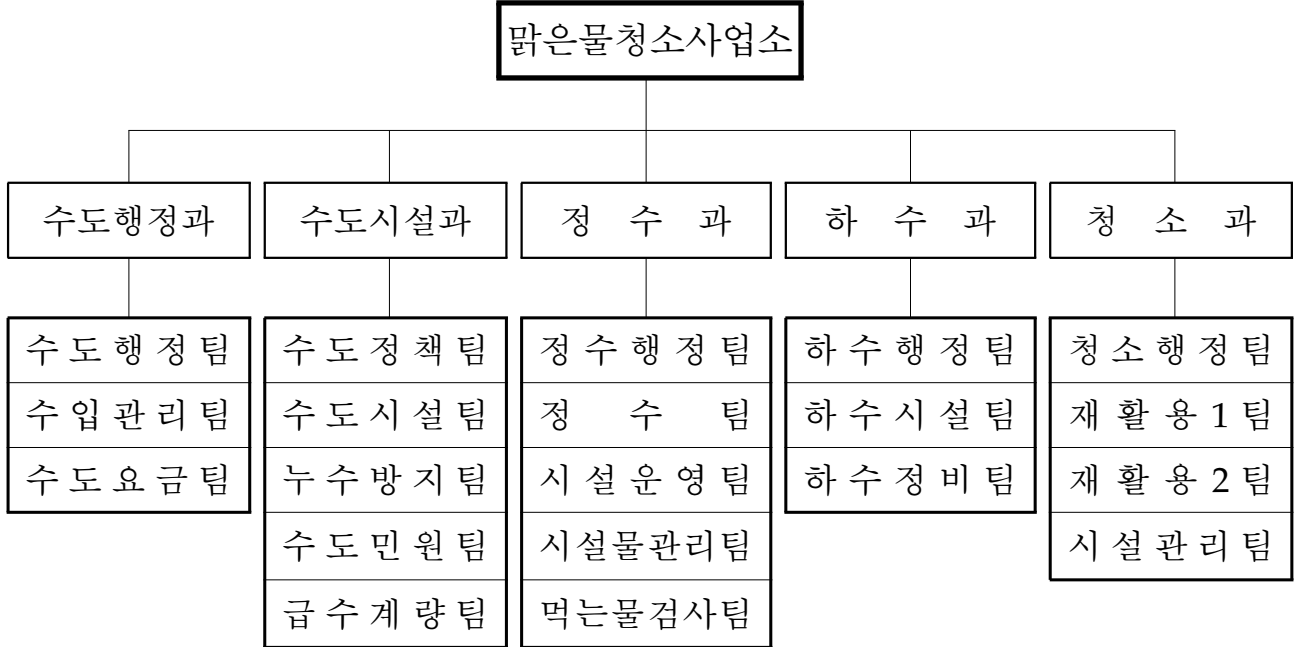 맑은물청소사업소
수도행정과 수도시설과 정 수 과 하 수 과 청 소 과
수도행정팀 수도정책팀 정수행정팀 하수행정팀 청소행정팀
수입관리팀 수도시설팀 정 수 팀 하수시설팀 재활용1팀
수도요금팀 누수방지팀 시설운영팀 하수정비팀 재활용2팀
수도민원팀 시설물관리팀 시설관리팀
급수계량팀 먹는물검사팀